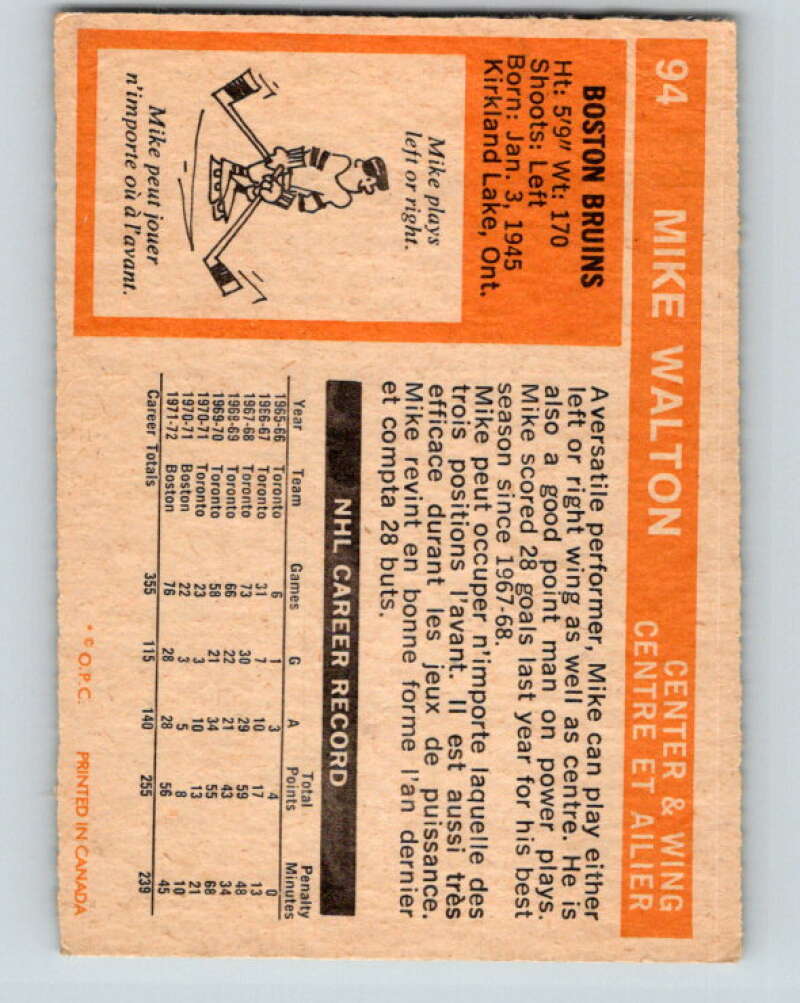 94 MIKE WALTON CENTER & WING
CENTRE ET AILIER
BOSTON BRUINS
Ht: 5'9" Wt: 170
Shoots: Left
Born: Jan. 3, 1945
Kirkland Lake, Ont.
Mike plays
left or right.
Mike peut jouer
n'importe où à l'avant.
Aversatile performer, Mike can play either
left or right wing as well as centre. He is
also a good point man on power plays.
Mike scored 28 goals last year for his best
season since 1967-68.
Mike peut occuper n'importe laquelle des
trois positions l'avant. Il est aussi très
efficace durant les jeux de puissance.
Mike revint en bonne forme l'an dernier
et compta 28 buts.
NHL CAREER RECORD
Year Team Games G A Total Points Penalty Minutes
1965-66 Toronto 6 1 3 4 0
1966-67 Toronto 31 7 10 17 13
1967-68 Toronto 73 30 29 59 48
1968-69 Toronto 66 22 21 43 34
1969-70 Toronto 58 21 34 55 68
1970-71 Toronto 23 3 10 13 21
1970-71 Boston 22 3 5 8 10
1971-72 Boston 76 28 28 56 45
Career Totals 355 115 140 255 239
* © O.P.C. PRINTED IN CANADA